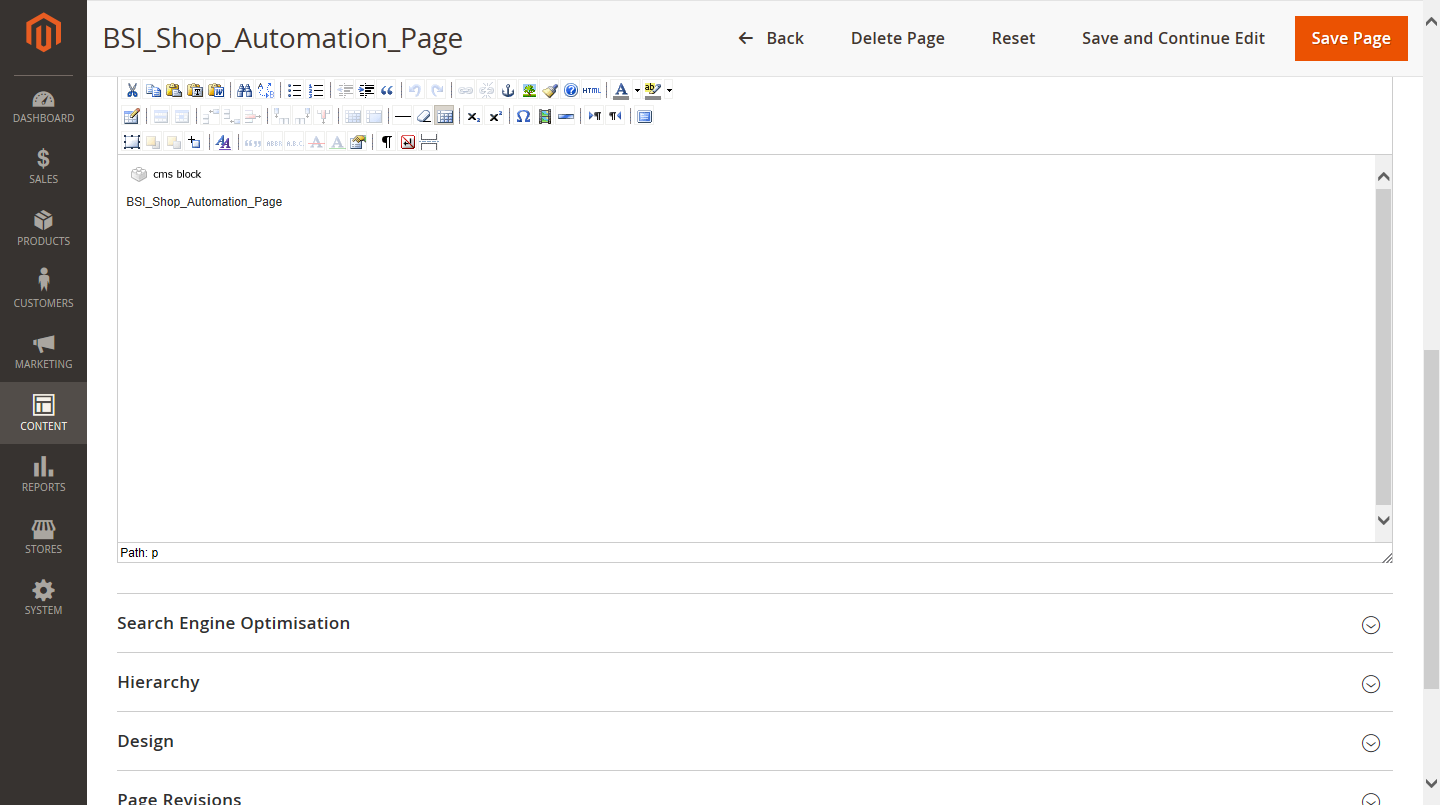 BSI_Shop_Automation_Page
Back
Delete Page
Reset
Save and Continue Edit
Save Page
DASHBOARD
SALES
PRODUCTS
CUSTOMERS
MARKETING
CONTENT
REPORTS
STORES
SYSTEM
HTML
cms block
BSI_Shop_Automation_Page
Path: p
Search Engine Optimisation
Hierarchy
Design
Page Revisions